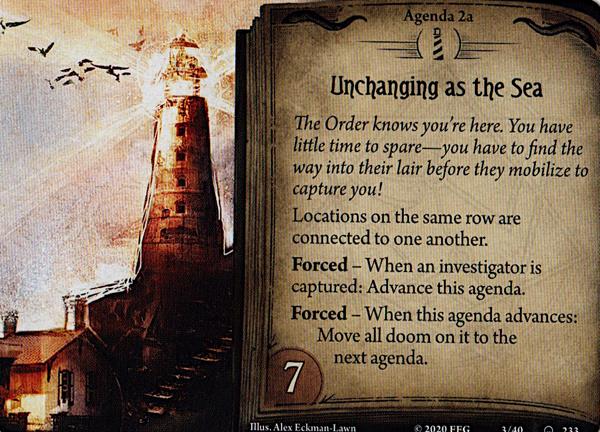 Agenda 2a
Unchanging as the Sea
The Order knows you're here. You have
little time to spare—you have to find the
way into their lair before they mobilize to
capture you!
Locations on the same row are
connected to one another.
Forced – When an investigator is
captured: Advance this agenda.
Forced – When this agenda advances:
Move all doom on it to the
next agenda.
7
Illus. Alex Eckman-Lawn © 2020 FFG 3/40 233